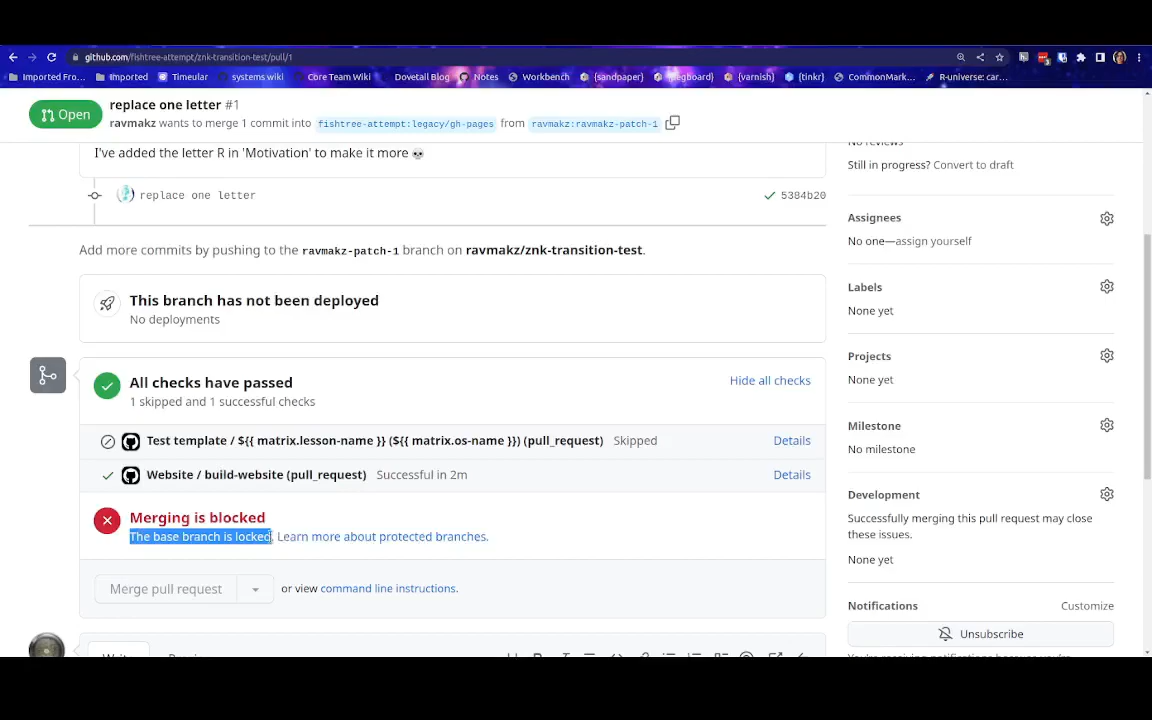 github.com/fishtree-attempt/znk-transition-test/pull/1
Imported Fro... Imported Timeular systems wiki Core Team Wiki Dovetail Blog Notes Workbench {sandpaper} {pegboard} {varnish} {tinkr} CommonMark... R-universe: car...
Open
replace one letter #1
ravmakz wants to merge 1 commit into fishtree-attempt:legacy/gh-pages from ravmakz:ravmakz-patch-1
I've added the letter R in 'Motivation' to make it more 💀
replace one letter 5384b20
Add more commits by pushing to the ravmakz-patch-1 branch on ravmakz/znk-transition-test.
This branch has not been deployed
No deployments
All checks have passed
Hide all checks
1 skipped and 1 successful checks
Test template / ${{ matrix.lesson-name }} (${{ matrix.os-name }}) (pull_request) Skipped Details
Website / build-website (pull_request) Successful in 2m Details
Merging is blocked
The base branch is locked. Learn more about protected branches.
Merge pull request or view command line instructions.
No reviews
Still in progress? Convert to draft
Assignees
No one—assign yourself
Labels
None yet
Projects
None yet
Milestone
No milestone
Development
Successfully merging this pull request may close
these issues.
None yet
Notifications Customize
Unsubscribe